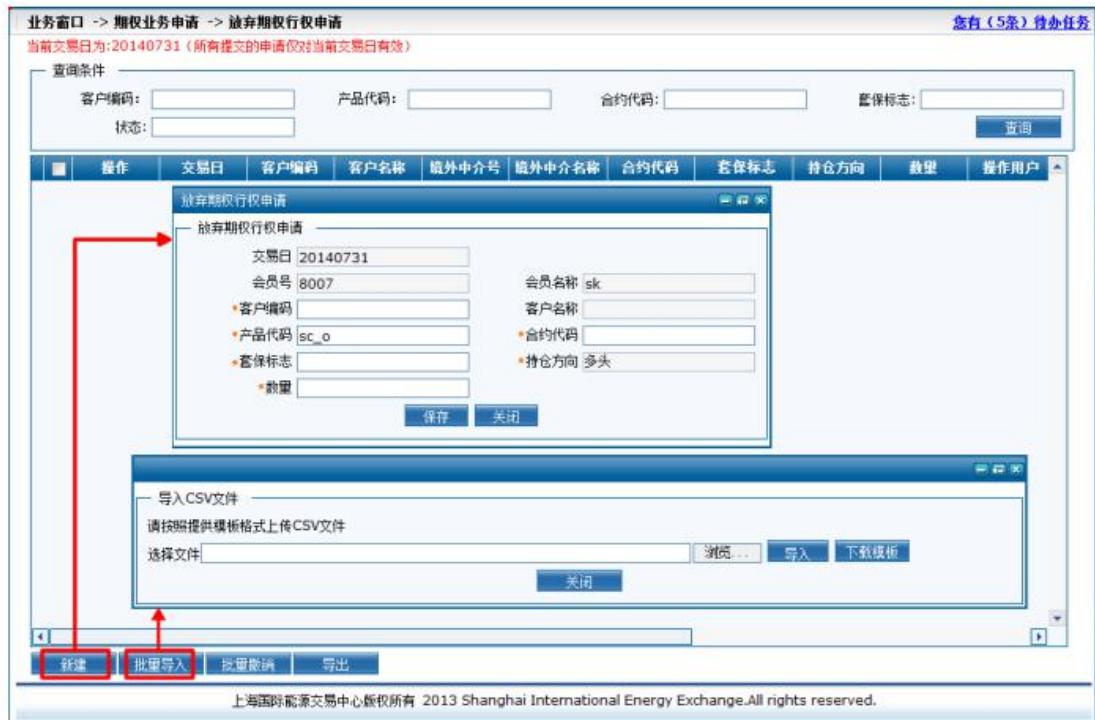 业务窗口 -> 期权业务申请 -> 放弃期权行权申请 您有（5条）待办任务
当前交易日为:20140731（所有提交的申请仅对当前交易日有效）
查询条件
客户编码: 产品代码: 合约代码: 套保标志:
状态: 查询
操作 交易日 客户编码 客户名称 境外中介号 境外中介名称 合约代码 套保标志 持仓方向 数量 操作用户
放弃期权行权申请
放弃期权行权申请
交易日 20140731
会员号 8007 会员名称 sk
*客户编码 客户名称
*产品代码 sc_o *合约代码
*套保标志 *持仓方向 多头
*数量
保存 关闭
导入CSV文件
请按照提供模板格式上传CSV文件
选择文件 浏览... 导入 下载模板
关闭
新建 批量导入 批量撤销 导出
上海国际能源交易中心版权所有 2013 Shanghai International Energy Exchange.All rights reserved.